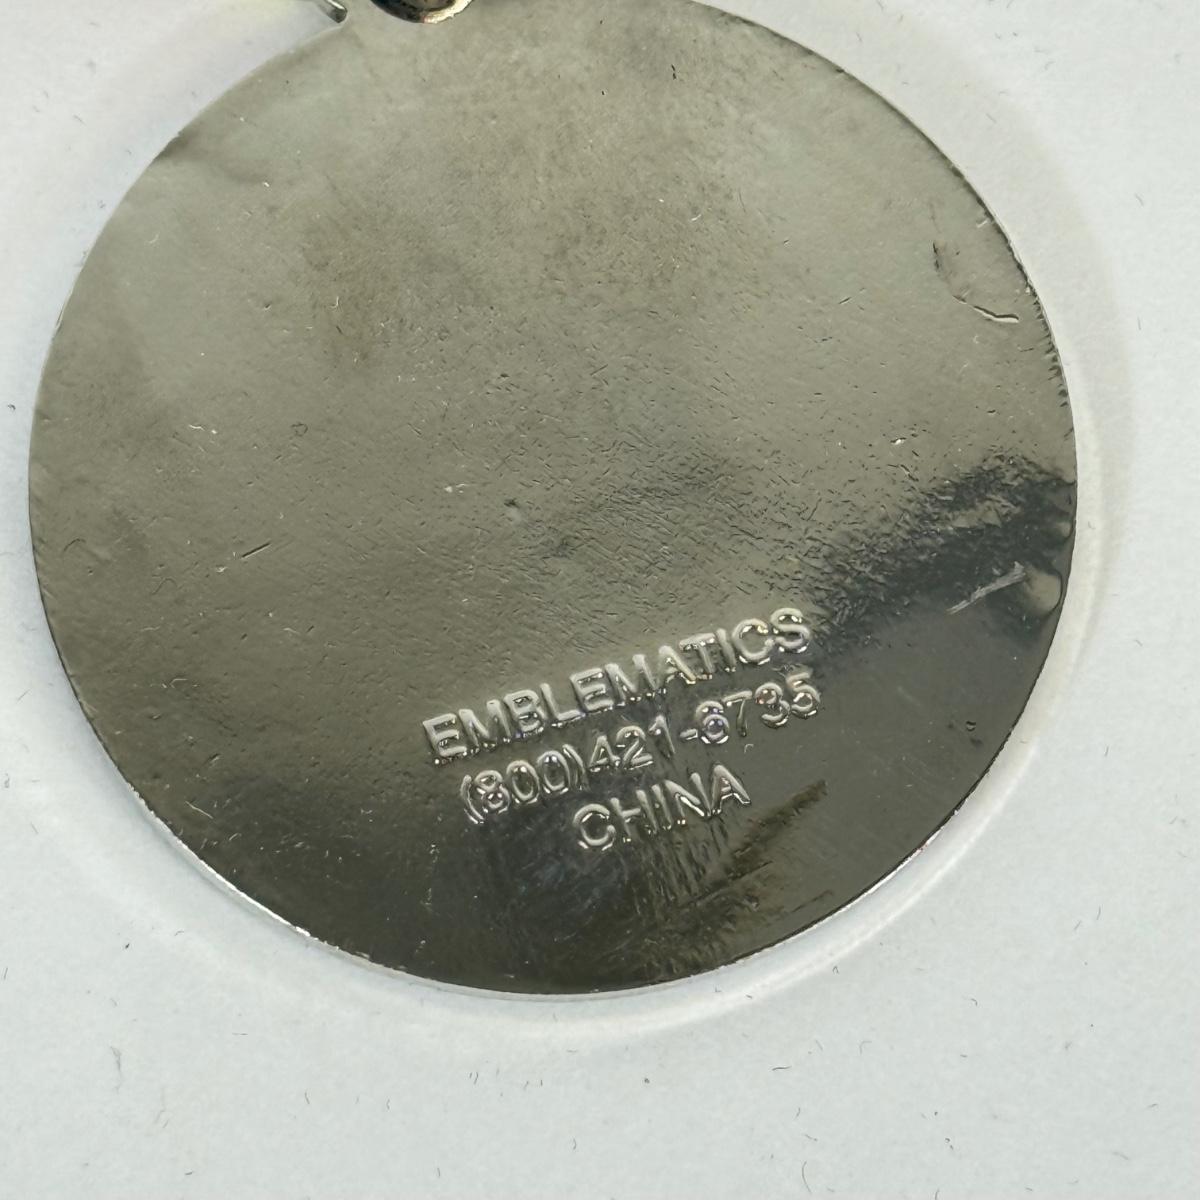 EMBLEMATICS
(800)421-6735
CHINA